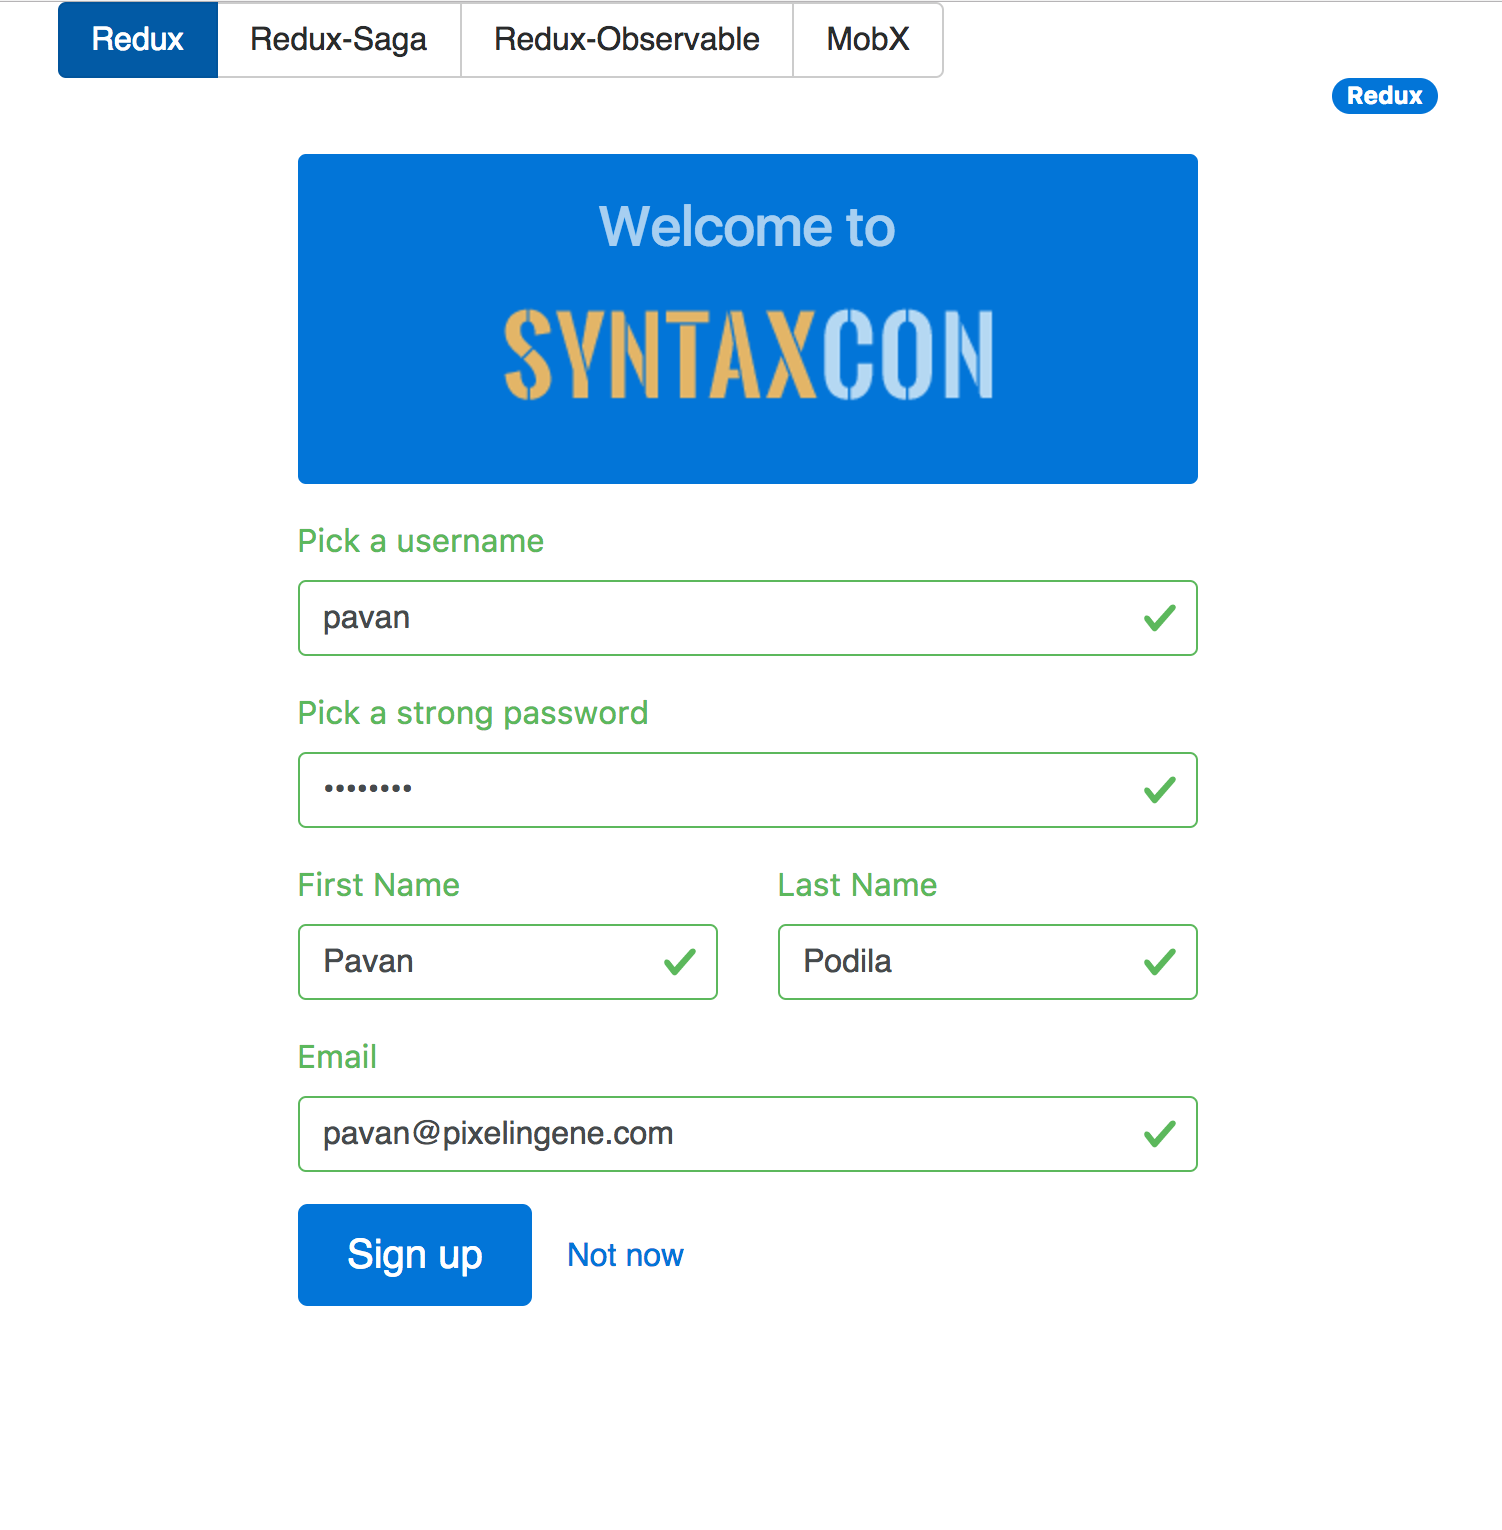 Redux Redux-Saga Redux-Observable MobX
Redux
Welcome to
SYNTAXCON
Pick a username
pavan
Pick a strong password
••••••••
First Name Last Name
Pavan Podila
Email
pavan@pixelingene.com
Sign up Not now